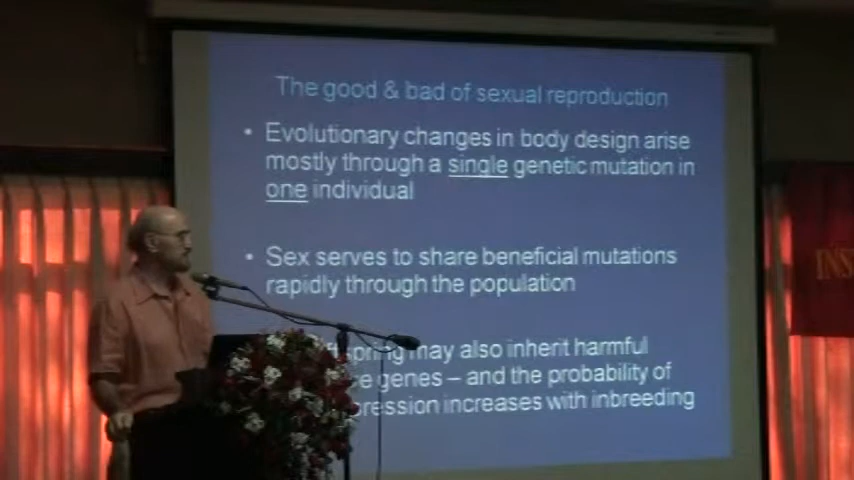 The good & bad of sexual reproduction
• Evolutionary changes in body design arise
mostly through a single genetic mutation in
one individual
• Sex serves to share beneficial mutations
rapidly, through the population
may also inherit harmful
genes – and the probability of
increases with inbreeding
INS